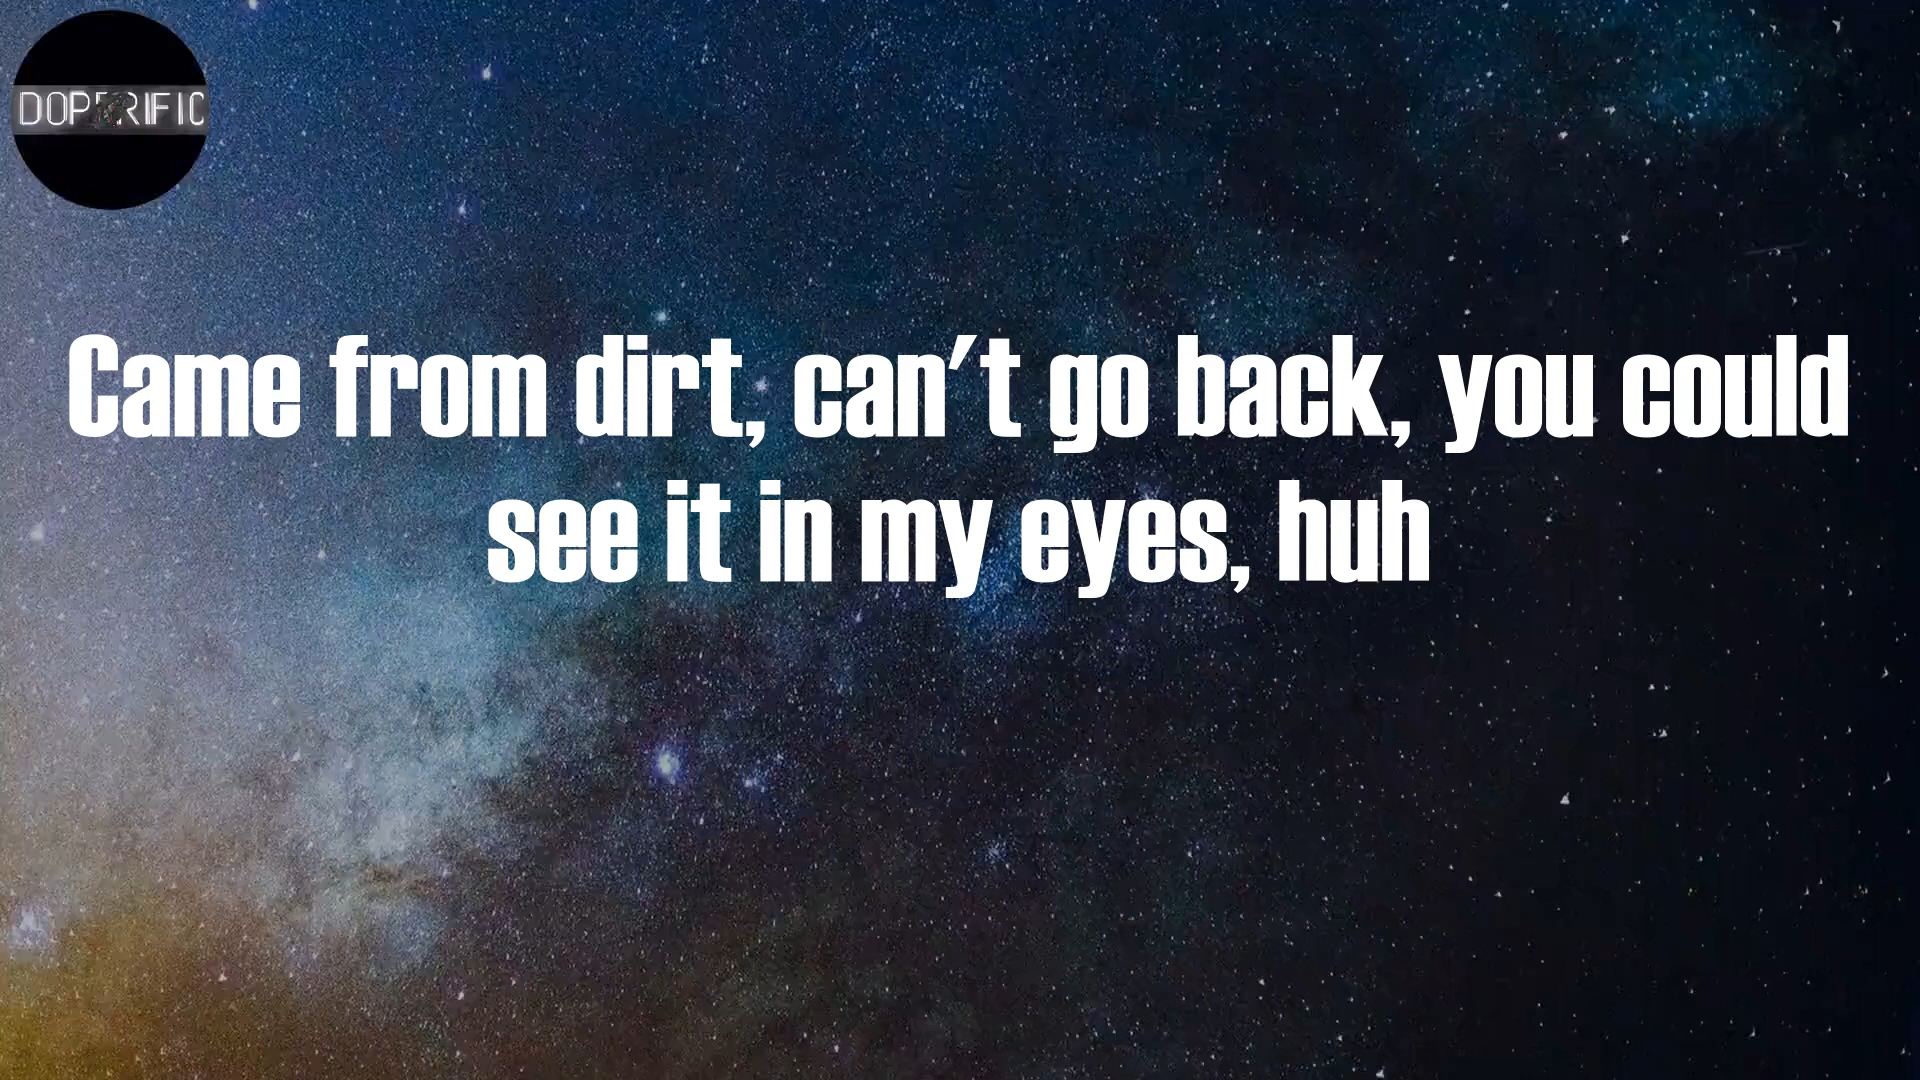 DOPERIFIC
Came from dirt, can't go back, you could
see it in my eyes, huh